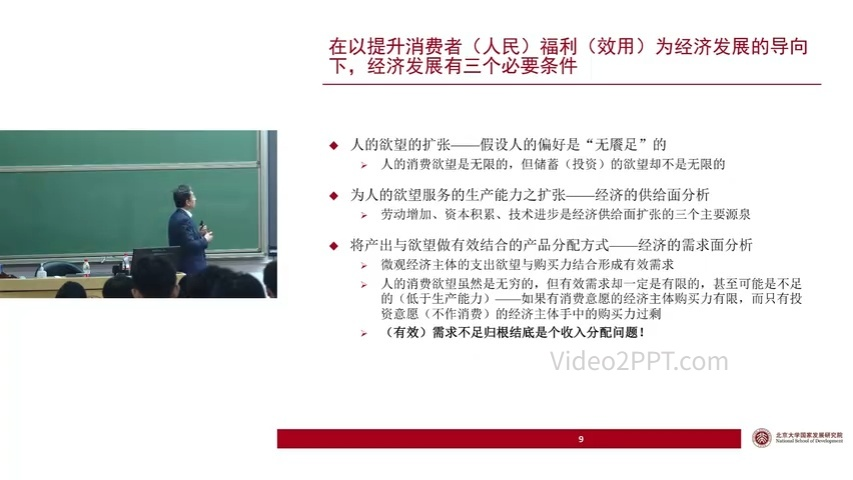 在以提升消费者（人民）福利（效用）为经济发展的导向
下，经济发展有三个必要条件
人的欲望的扩张——假设人的偏好是“无餍足”的
人的消费欲望是无限的，但储蓄（投资）的欲望却不是无限的
为人的欲望服务的生产能力之扩张——经济的供给面分析
劳动增加、资本积累、技术进步是经济供给面扩张的三个主要源泉
将产出与欲望做有效结合的产品分配方式——经济的需求面分析
微观经济主体的支出欲望与购买力结合形成有效需求
人的消费欲望虽然是无穷的，但有效需求却一定是有限的，甚至可能是不足
的（低于生产能力）——如果有消费意愿的经济主体购买力有限，而只有投
资意愿（不作消费）的经济主体手中的购买力过剩
（有效）需求不足归根结底是个收入分配问题！
Video2PPT.com
9
北京大学国家发展研究院
National School of Development